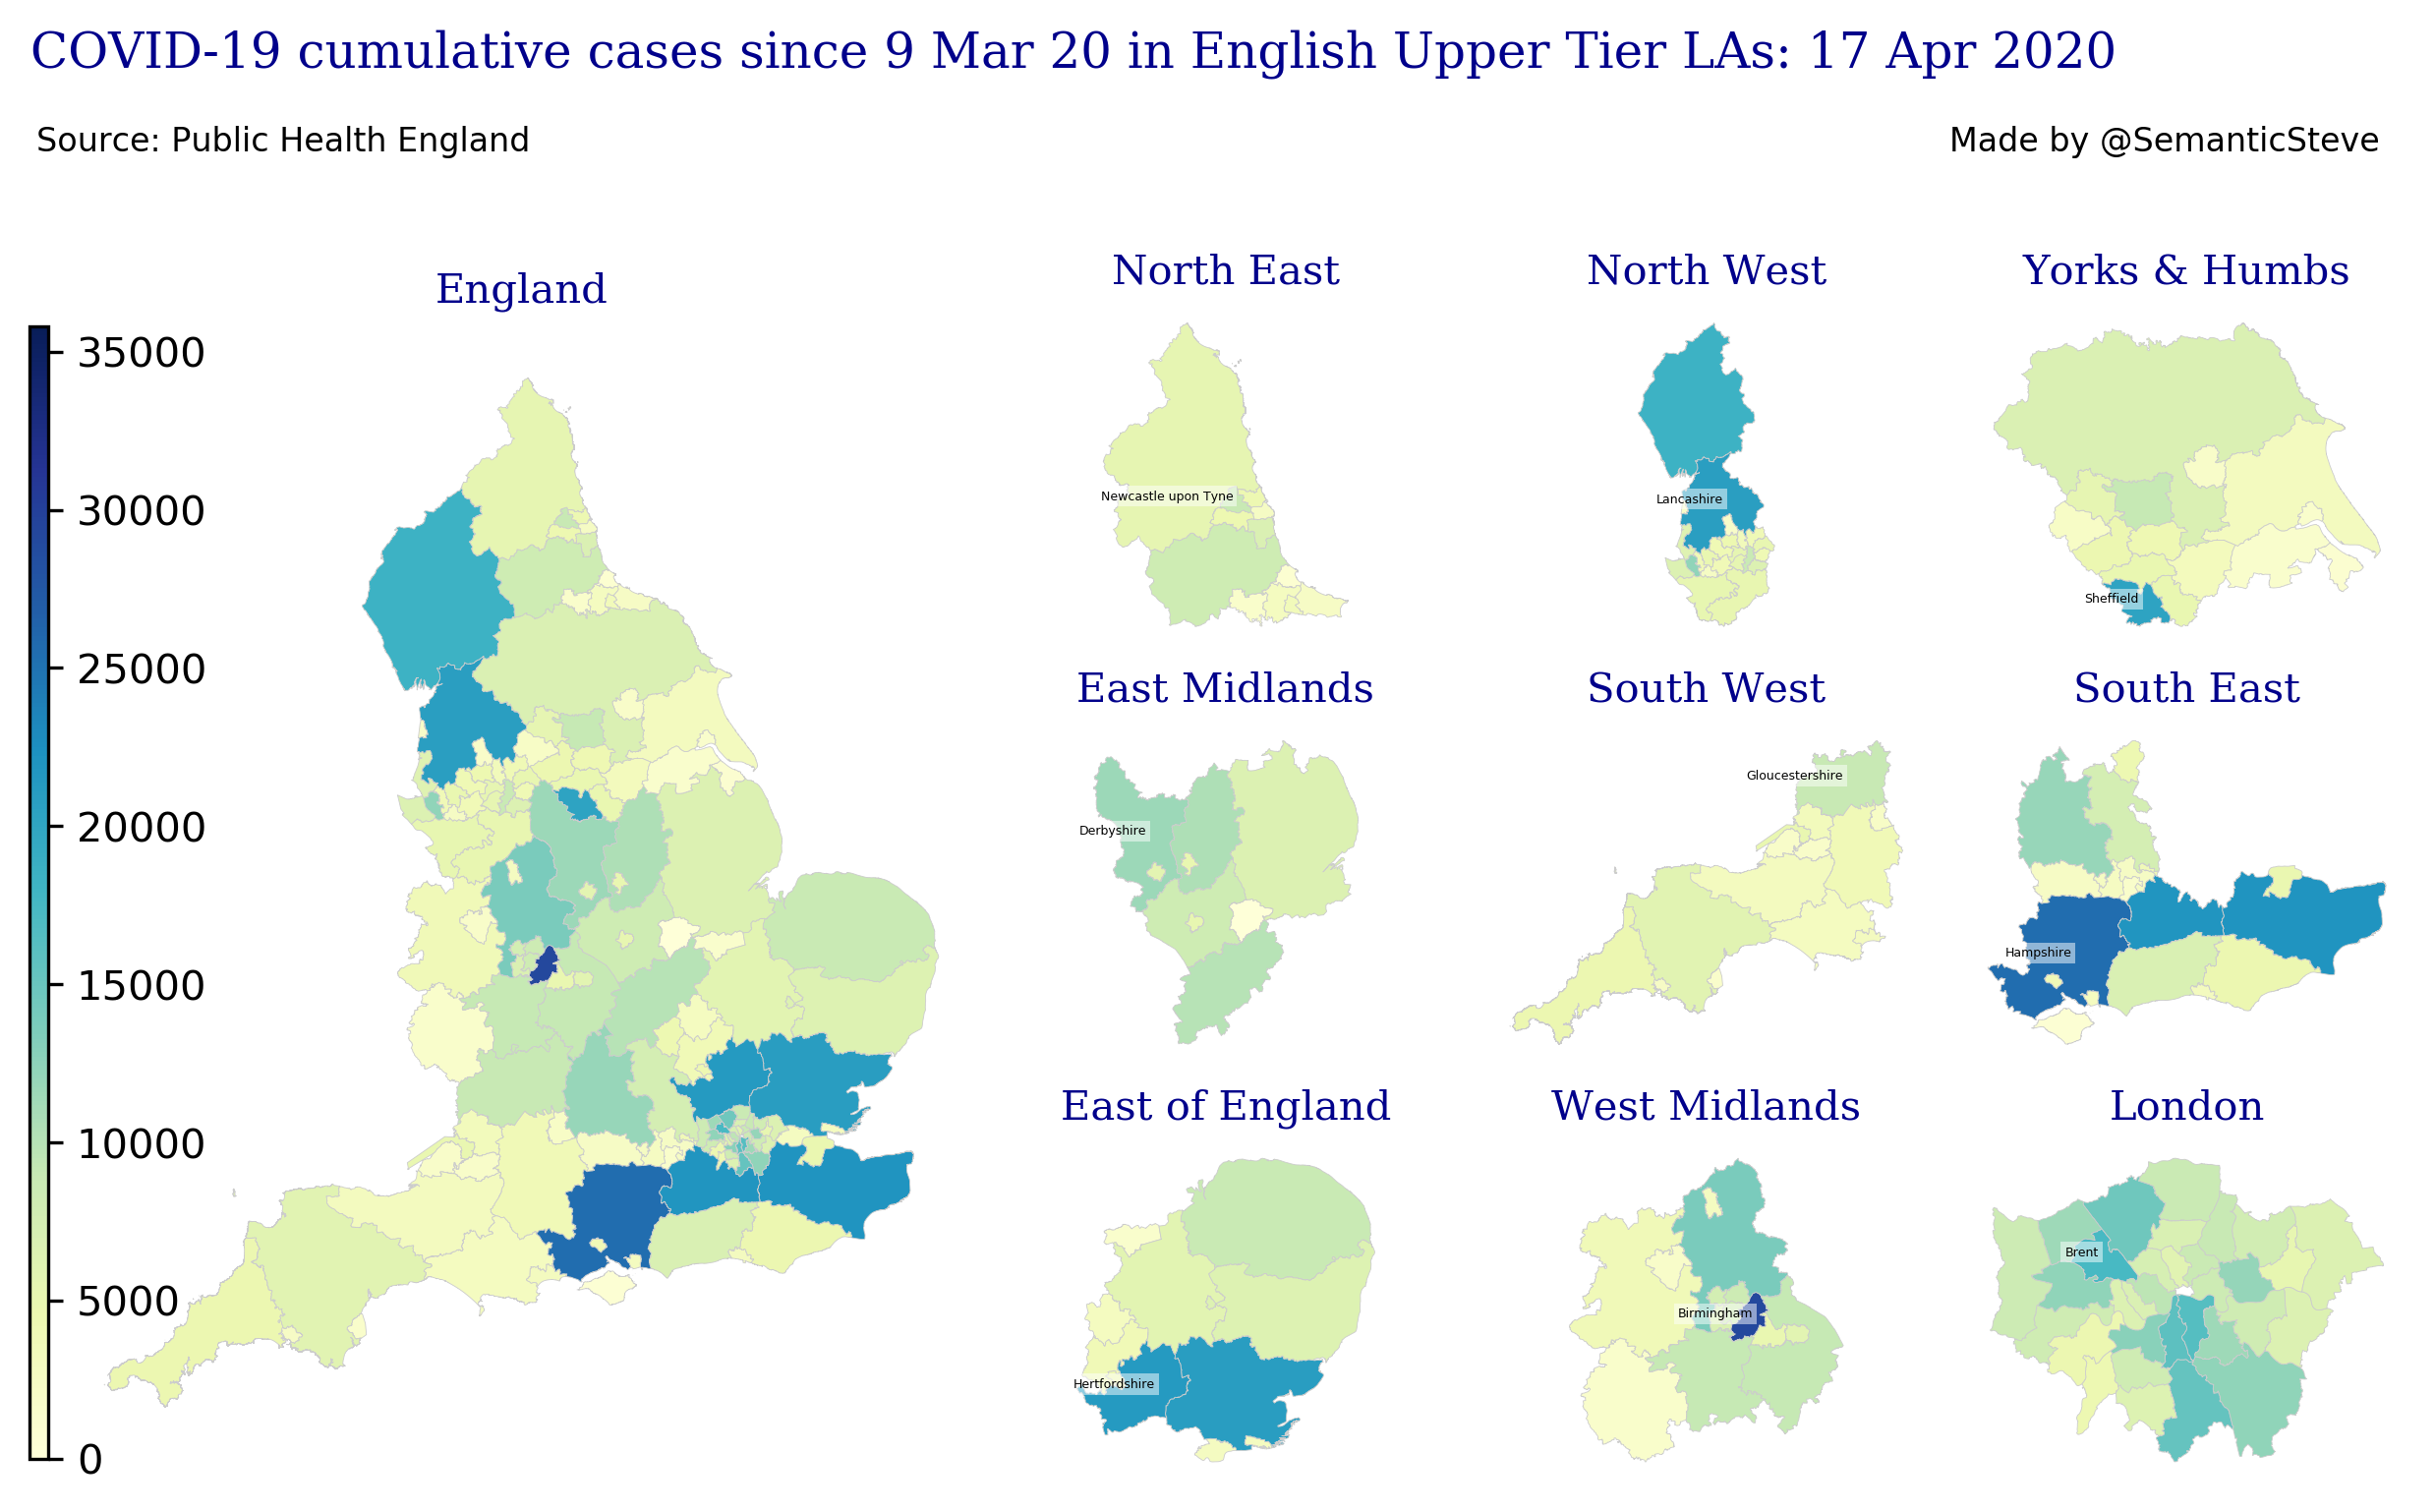 COVID-19 cumulative cases since 9 Mar 20 in English Upper Tier LAs: 17 Apr 2020
Source: Public Health England
Made by @SemanticSteve
England
35000
30000
25000
20000
15000
10000
5000
0
North East
Newcastle upon Tyne
North West
Lancashire
Yorks & Humbs
Sheffield
East Midlands
Derbyshire
South West
Gloucestershire
South East
Hampshire
East of England
Hertfordshire
West Midlands
Birmingham
London
Brent